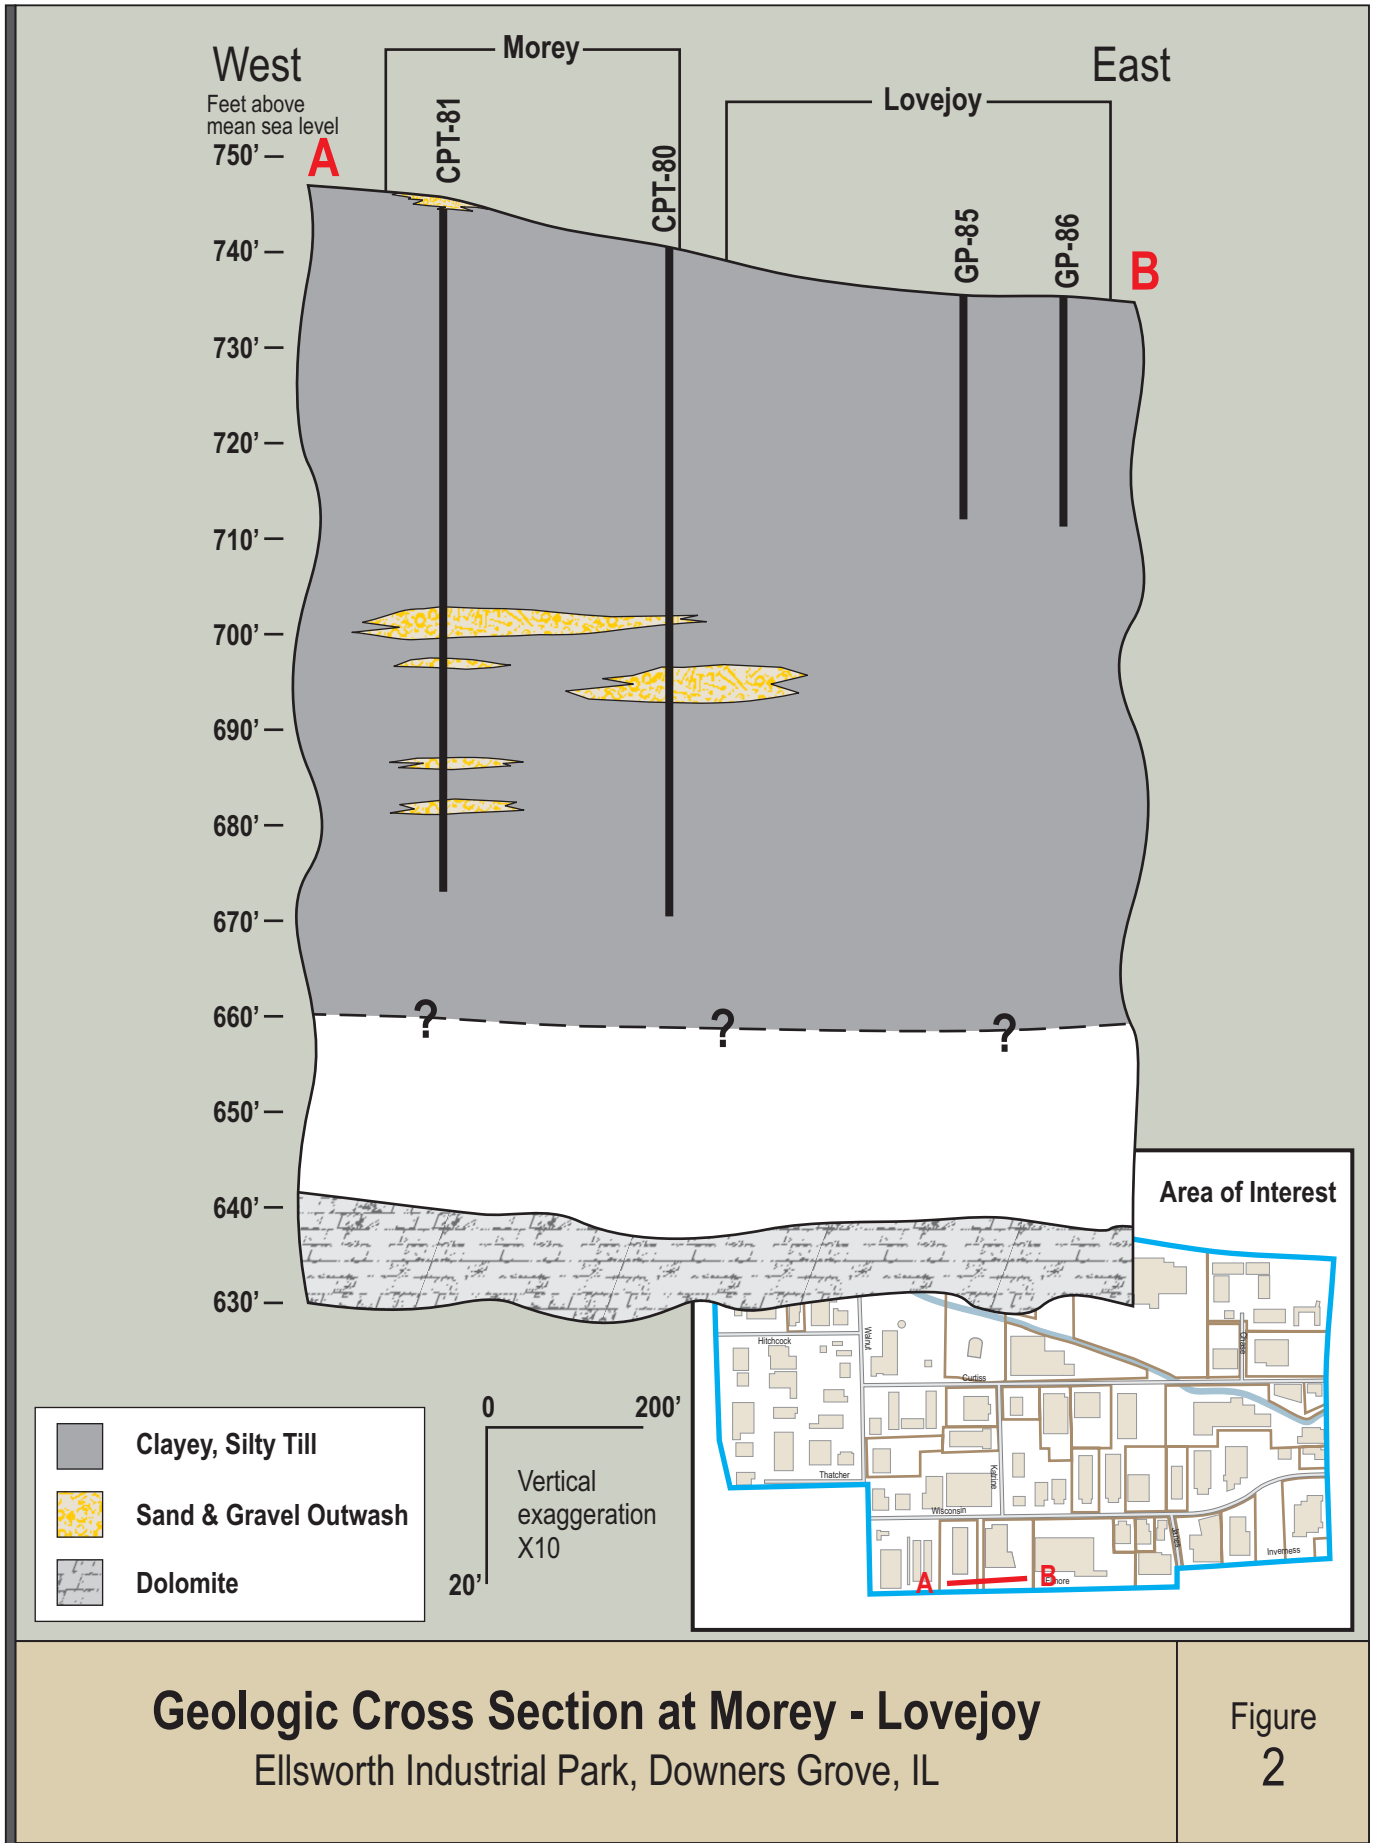 West
East
Feet above
mean sea level
Morey
Lovejoy
A
B
CPT-81
CPT-80
GP-85
GP-86
750’
740’
730’
720’
710’
700’
690’
680’
670’
660’
650’
640’
630’
?
?
?
Area of Interest
Hitchcock
Walnut
Curtiss
Chase
Thatcher
Katrine
Wisconsin
Janes
Inverness
A
B
Clayey, Silty Till
Sand & Gravel Outwash
Dolomite
0
200’
20’
Vertical
exaggeration
X10
Geologic Cross Section at Morey - Lovejoy
Ellsworth Industrial Park, Downers Grove, IL
Figure
2